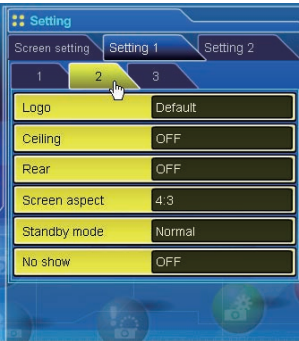 Setting
Screen setting Setting 1 Setting 2
1 2 3
Logo Default
Ceiling OFF
Rear OFF
Screen aspect 4:3
Standby mode Normal
No show OFF